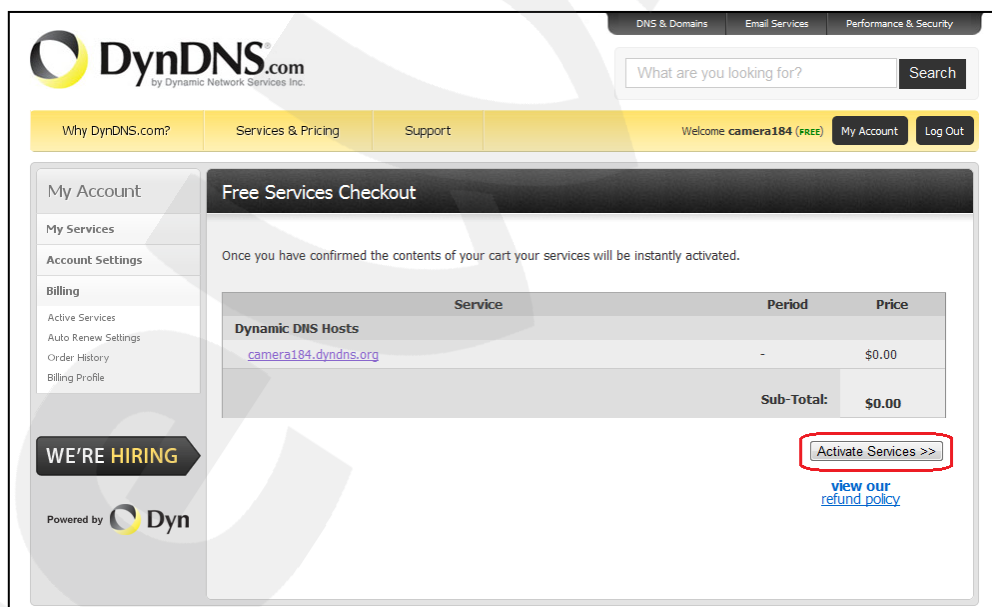 DNS & Domains Email Services Performance & Security
DynDNS.com
by Dynamic Network Services Inc.
What are you looking for? Search
Why DynDNS.com? Services & Pricing Support Welcome camera184 (FREE) My Account Log Out
My Account
My Services
Account Settings
Billing
Active Services
Auto Renew Settings
Order History
Billing Profile
WE'RE HIRING
Powered by Dyn
Free Services Checkout
Once you have confirmed the contents of your cart your services will be instantly activated.
Service Period Price
Dynamic DNS Hosts
camera184.dyndns.org - $0.00
Sub-Total: $0.00
Activate Services >>
view our
refund policy